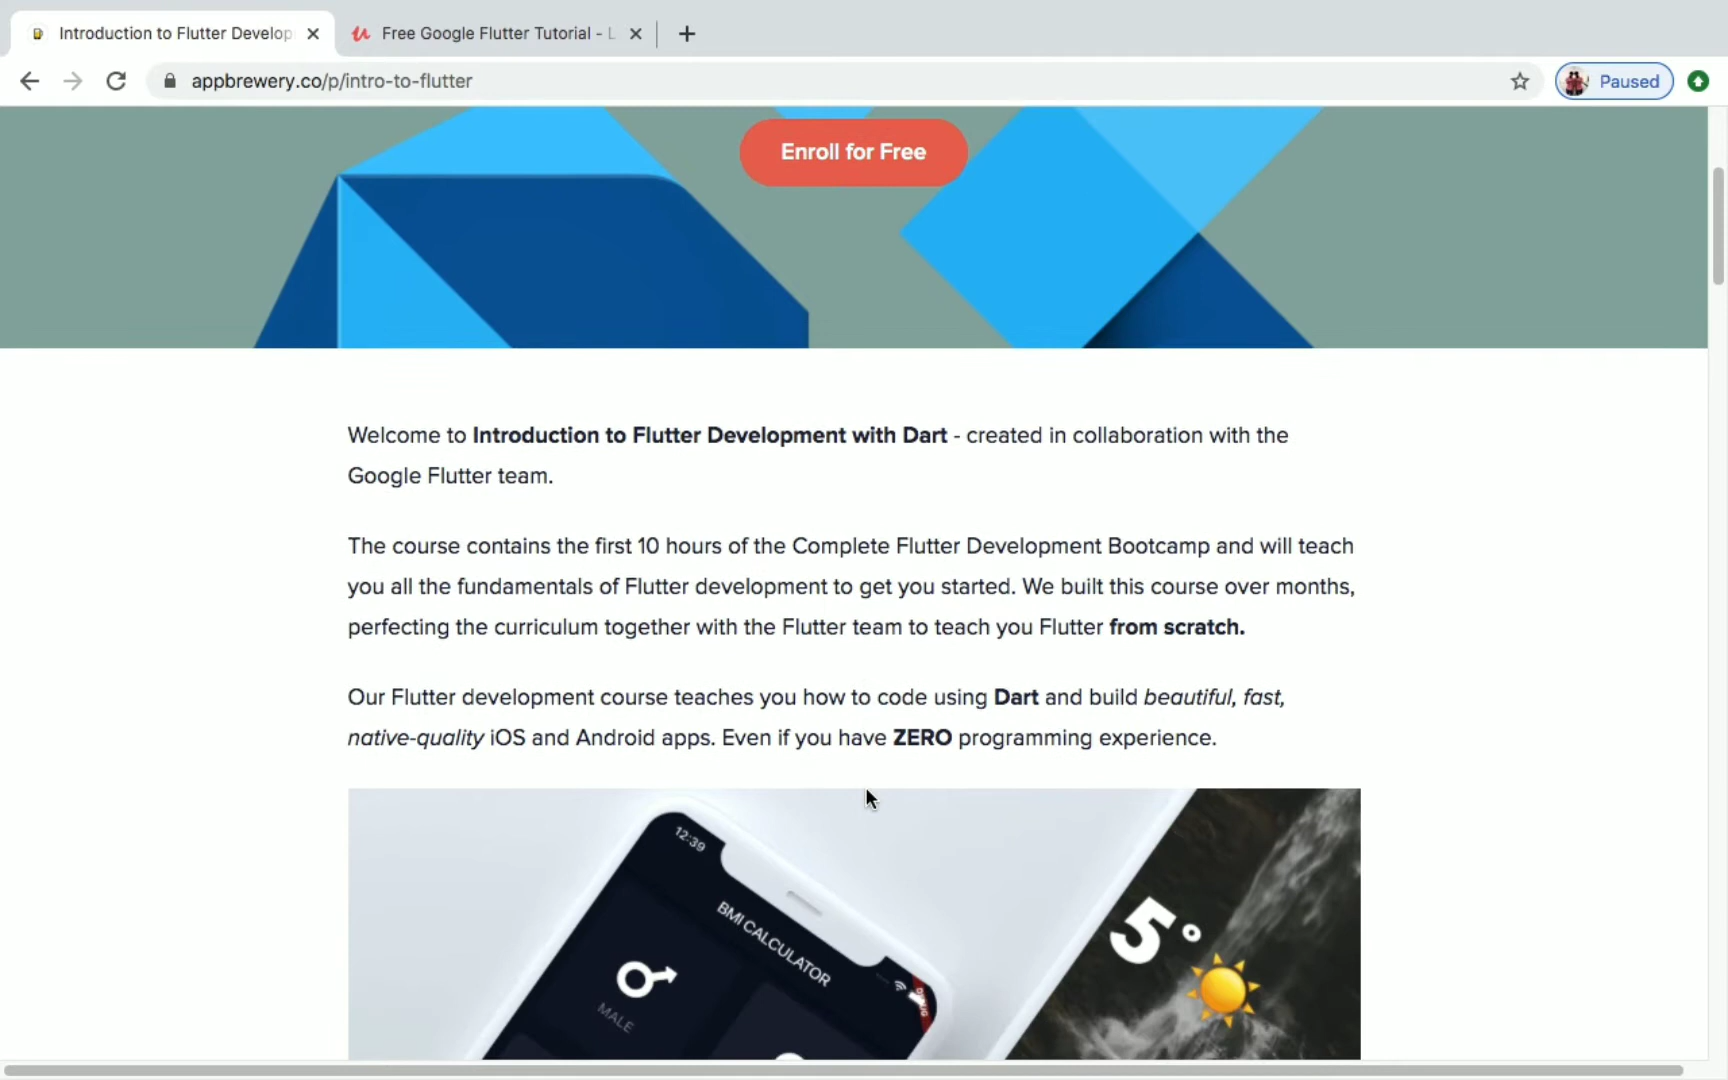 Introduction to Flutter Develop
Free Google Flutter Tutorial - L
appbrewery.co/p/intro-to-flutter
Paused
Enroll for Free
Welcome to Introduction to Flutter Development with Dart - created in collaboration with the
Google Flutter team.
The course contains the first 10 hours of the Complete Flutter Development Bootcamp and will teach
you all the fundamentals of Flutter development to get you started. We built this course over months,
perfecting the curriculum together with the Flutter team to teach you Flutter from scratch.
Our Flutter development course teaches you how to code using Dart and build beautiful, fast,
native-quality iOS and Android apps. Even if you have ZERO programming experience.
12:39
BMI CALCULATOR
MALE
5°